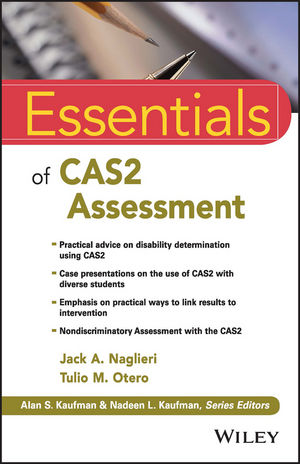 Essentials
of CAS2
Assessment
Practical advice on disability determination
using CAS2
Case presentations on the use of CAS2 with
diverse students
Emphasis on practical ways to link results to
intervention
Nondiscriminatory Assessment with the CAS2
Jack A. Naglieri
Tulio M. Otero
Alan S. Kaufman & Nadeen L. Kaufman, Series Editors
WILEY